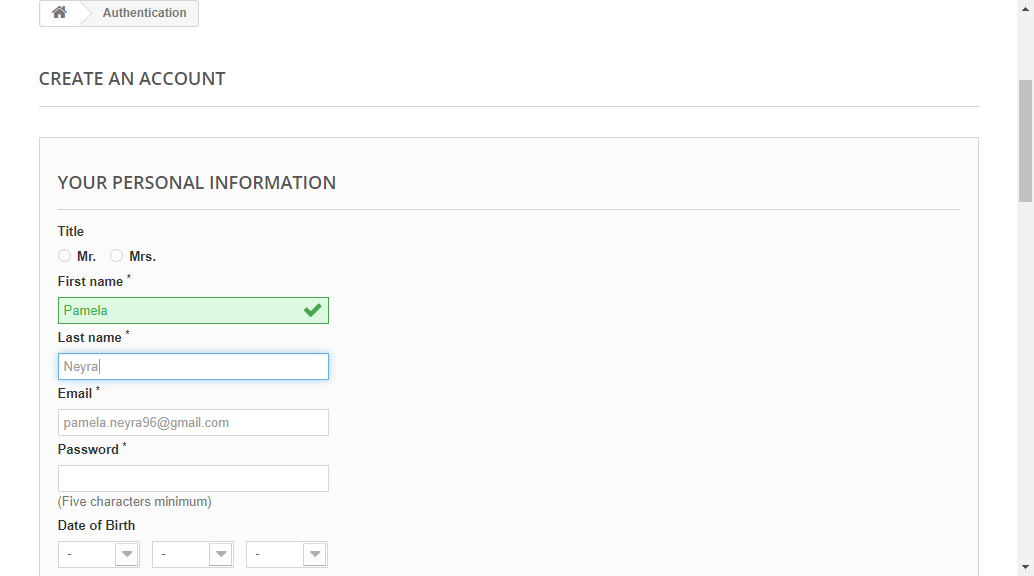 Authentication
CREATE AN ACCOUNT
YOUR PERSONAL INFORMATION
Title
Mr. Mrs.
First name *
Pamela
Last name *
Neyra
Email *
pamela.neyra96@gmail.com
Password *
(Five characters minimum)
Date of Birth
- - -